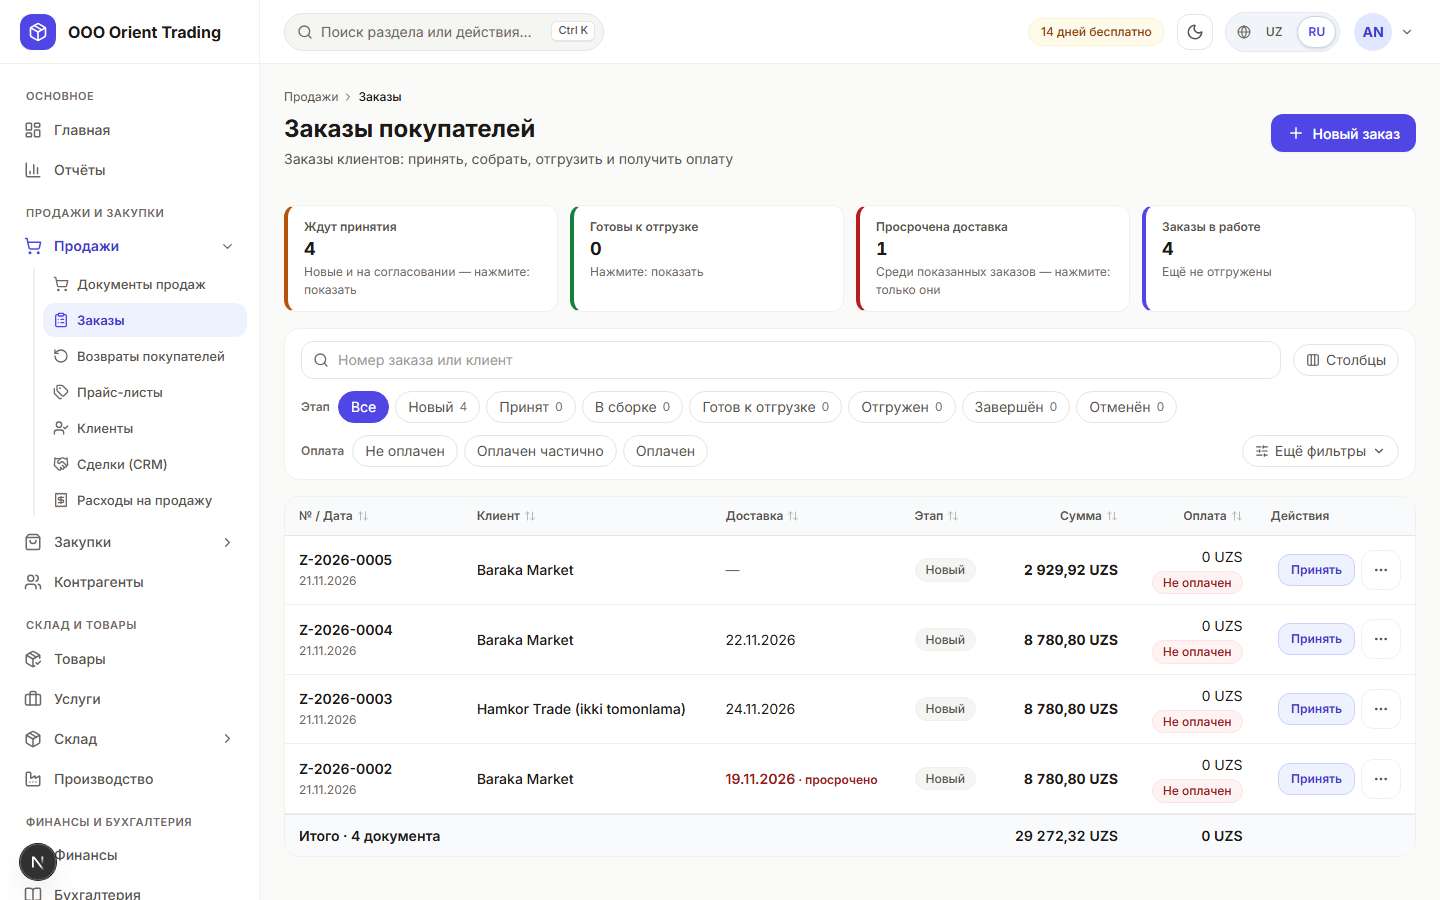 ООО Orient Trading
Поиск раздела или действия... Ctrl K
14 дней бесплатно
UZ RU
AN
ОСНОВНОЕ
Главная
Отчёты
ПРОДАЖИ И ЗАКУПКИ
Продажи
Документы продаж
Заказы
Возвраты покупателей
Прайс-листы
Клиенты
Сделки (CRM)
Расходы на продажу
Закупки
Контрагенты
СКЛАД И ТОВАРЫ
Товары
Услуги
Склад
Производство
ФИНАНСЫ И БУХГАЛТЕРИЯ
Финансы
Бухгалтерия
N
Продажи > Заказы
Заказы покупателей
Заказы клиентов: принять, собрать, отгрузить и получить оплату
+ Новый заказ
Ждут принятия
4
Новые и на согласовании — нажмите:
показать
Готовы к отгрузке
0
Нажмите: показать
Просрочена доставка
1
Среди показанных заказов — нажмите:
только они
Заказы в работе
4
Ещё не отгружены
Номер заказа или клиент
Столбцы
Этап Все Новый 4 Принят 0 В сборке 0 Готов к отгрузке 0 Отгружен 0 Завершён 0 Отменён 0
Оплата Не оплачен Оплачен частично Оплачен Ещё фильтры
№ / Дата Клиент Доставка Этап Сумма Оплата Действия
Z-2026-0005
21.11.2026
Baraka Market — Новый 2 929,92 UZS
0 UZS
Не оплачен
Принять ...
Z-2026-0004
21.11.2026
Baraka Market 22.11.2026 Новый 8 780,80 UZS
0 UZS
Не оплачен
Принять ...
Z-2026-0003
21.11.2026
Hamkor Trade (ikki tomonlama) 24.11.2026 Новый 8 780,80 UZS
0 UZS
Не оплачен
Принять ...
Z-2026-0002
21.11.2026
Baraka Market 19.11.2026 · просрочено Новый 8 780,80 UZS
0 UZS
Не оплачен
Принять ...
Итого · 4 документа 29 272,32 UZS 0 UZS